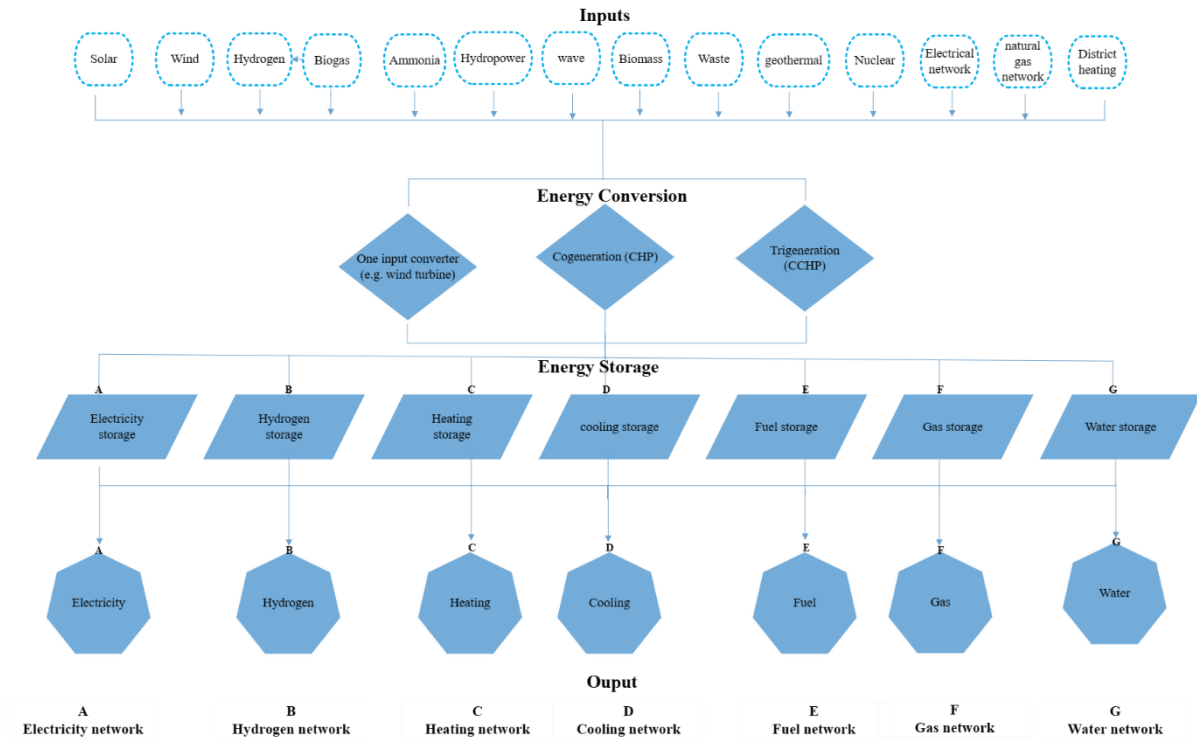 Inputs
Solar
Wind
Hydrogen
Biogas
Ammonia
Hydropower
wave
Biomass
Waste
geothermal
Nuclear
Electrical
network
natural
gas
network
District
heating
Energy Conversion
One input converter
(e.g. wind turbine)
Cogeneration (CHP)
Trigeneration
(CCHP)
Energy Storage
A
B
C
D
E
F
G
Electricity
storage
Hydrogen
storage
Heating
storage
cooling storage
Fuel storage
Gas storage
Water storage
A
B
C
D
E
F
G
Electricity
Hydrogen
Heating
Cooling
Fuel
Gas
Water
Ouput
A
Electricity network
B
Hydrogen network
C
Heating network
D
Cooling network
E
Fuel network
F
Gas network
G
Water network